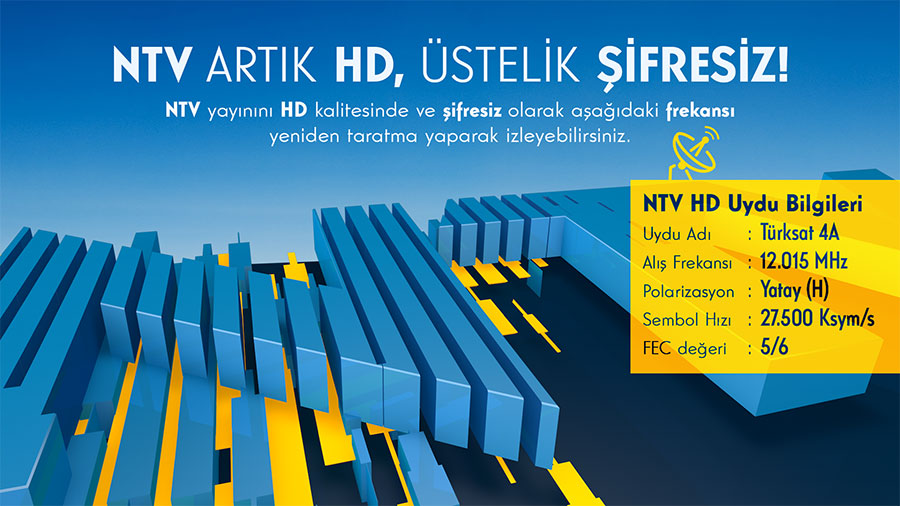 NTV ARTIK HD, ÜSTELİK ŞİFRESİZ!
NTV yayınını HD kalitesinde ve şifresiz olarak aşağıdaki frekansı
yeniden taratma yaparak izleyebilirsiniz.
NTV HD Uydu Bilgileri
Uydu Adı : Türksat 4A
Alış Frekansı : 12.015 MHz
Polarizasyon : Yatay (H)
Sembol Hızı : 27.500 Ksym/s
FEC değeri : 5/6